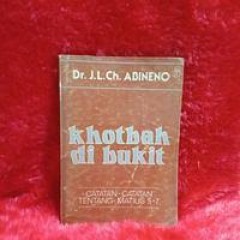 Dr. J.L.Ch. ABINENO
khotbah
di bukit
CATATAN-CATATAN
TENTANG MATIUS 5-7